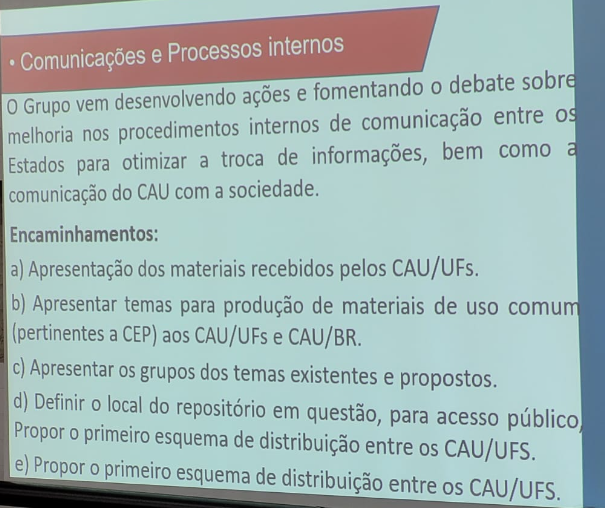 • Comunicações e Processos internos
O Grupo vem desenvolvendo ações e fomentando o debate sobre
melhoria nos procedimentos internos de comunicação entre os
Estados para otimizar a troca de informações, bem como a
comunicação do CAU com a sociedade.
Encaminhamentos:
a) Apresentação dos materiais recebidos pelos CAU/UFs.
b) Apresentar temas para produção de materiais de uso comum
(pertinentes a CEP) aos CAU/UFs e CAU/BR.
c) Apresentar os grupos dos temas existentes e propostos.
d) Definir o local do repositório em questão, para acesso público,
Propor o primeiro esquema de distribuição entre os CAU/UFS.
e) Propor o primeiro esquema de distribuição entre os CAU/UFS.